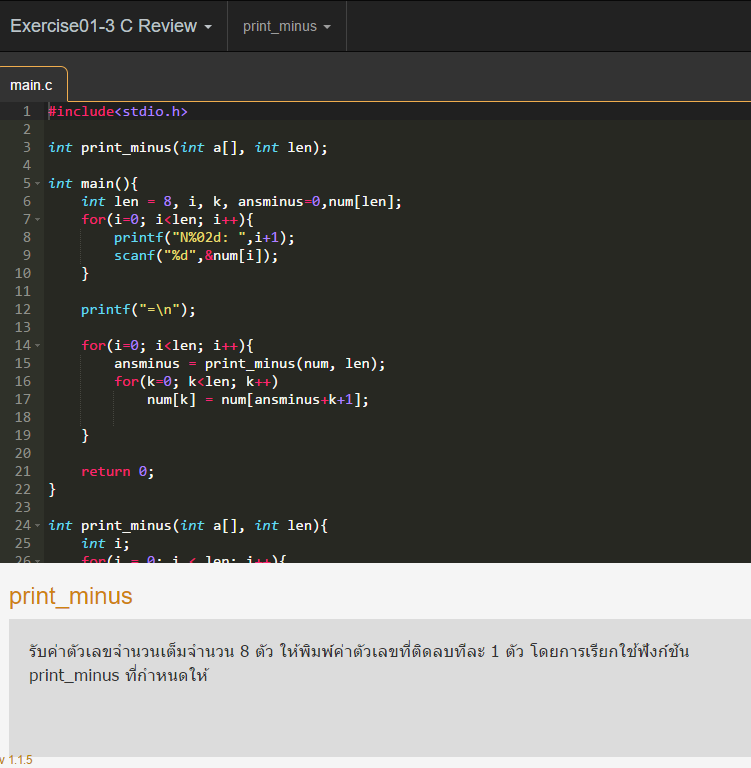 Exercise01-3 C Review print_minus
main.c
1 #include<stdio.h>
2
3 int print_minus(int a[], int len);
4
5 int main(){
6 int len = 8, i, k, ansminus=0,num[len];
7 for(i=0; i<len; i++){
8 printf("N%02d: ",i+1);
9 scanf("%d",&num[i]);
10 }
11
12 printf("=\n");
13
14 for(i=0; i<len; i++){
15 ansminus = print_minus(num, len);
16 for(k=0; k<len; k++)
17 num[k] = num[ansminus+k+1];
18
19 }
20
21 return 0;
22 }
23
24 int print_minus(int a[], int len){
25 int i;
26 for(i = 0; i < len; i++){
print_minus
รับค่าตัวเลขจำนวนเต็มจำนวน 8 ตัว ให้พิมพ์ค่าตัวเลขที่ติดลบทีละ 1 ตัว โดยการเรียกใช้ฟังก์ชัน
print_minus ที่กำหนดให้
v 1.1.5